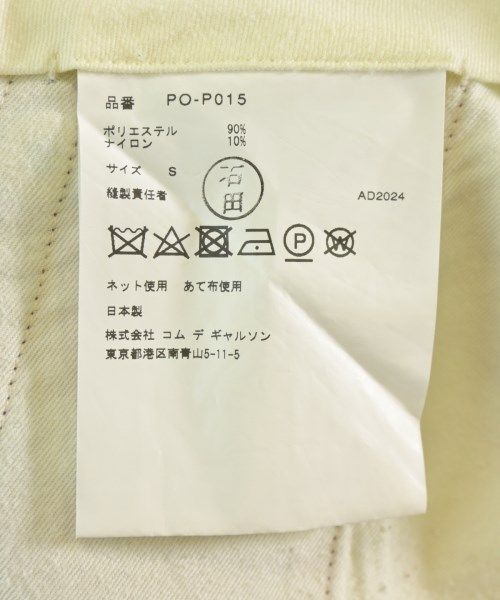 品番 PO-P015
ポリエステル 90%
ナイロン 10%
サイズ S
石田
縫製責任者 AD2024
P W
ネット使用 あて布使用
日本製
株式会社 コム デ ギャルソン
東京都港区南青山5-11-5